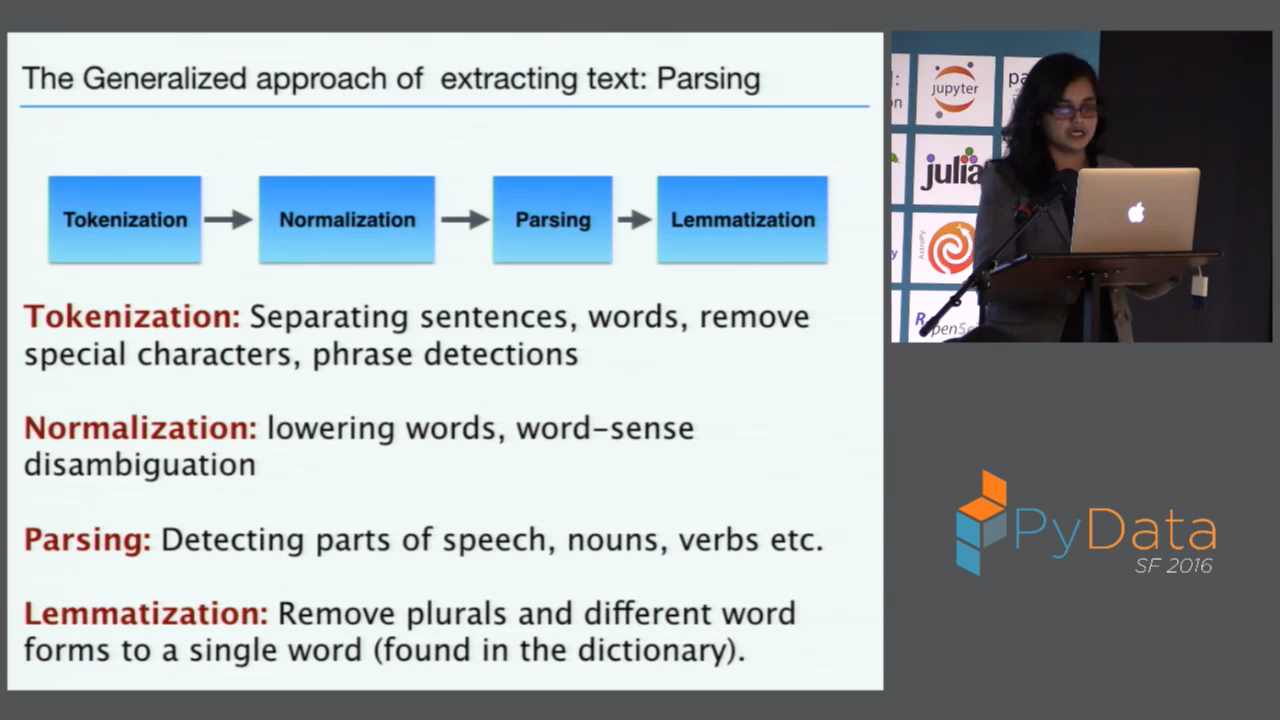 The Generalized approach of extracting text: Parsing
Tokenization
Normalization
Parsing
Lemmatization
Tokenization: Separating sentences, words, remove
special characters, phrase detections
Normalization: lowering words, word-sense
disambiguation
Parsing: Detecting parts of speech, nouns, verbs etc.
Lemmatization: Remove plurals and different word
forms to a single word (found in the dictionary).
jupyter
julia
AstroPy
PyData
SF 2016